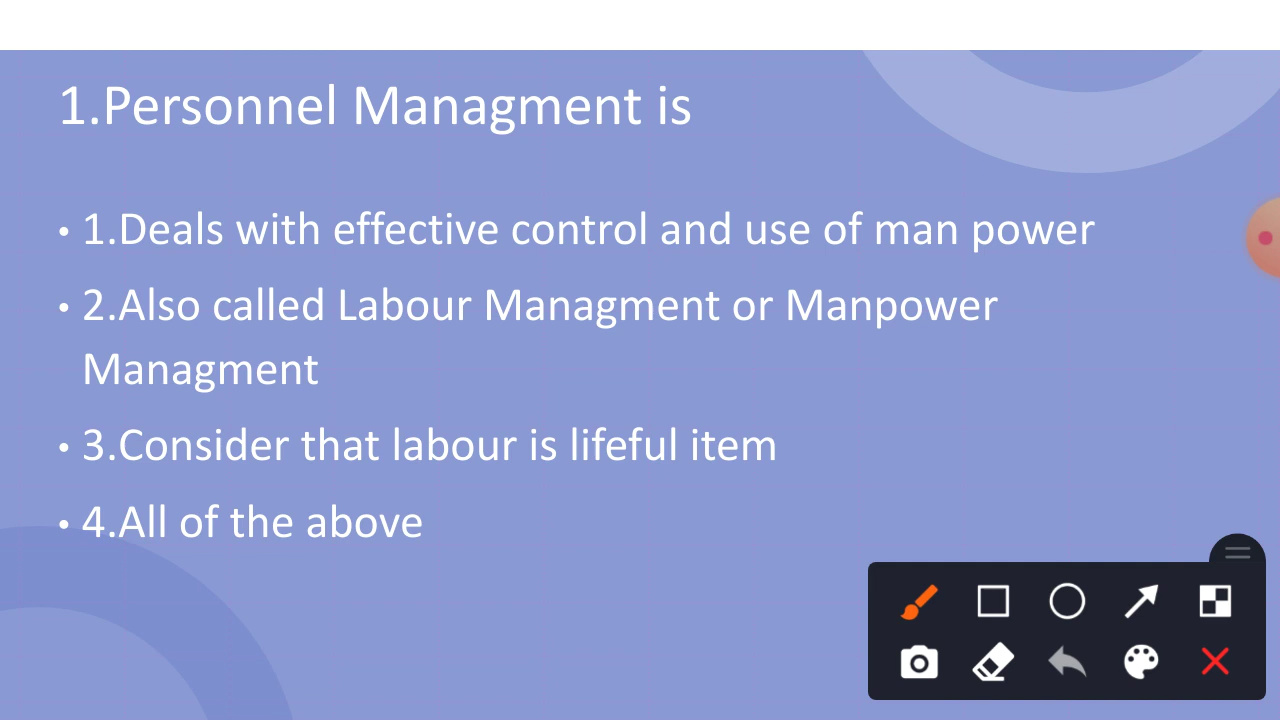 1.Personnel Managment is
• 1.Deals with effective control and use of man power
• 2.Also called Labour Managment or Manpower
Managment
• 3.Consider that labour is lifeful item
• 4.All of the above